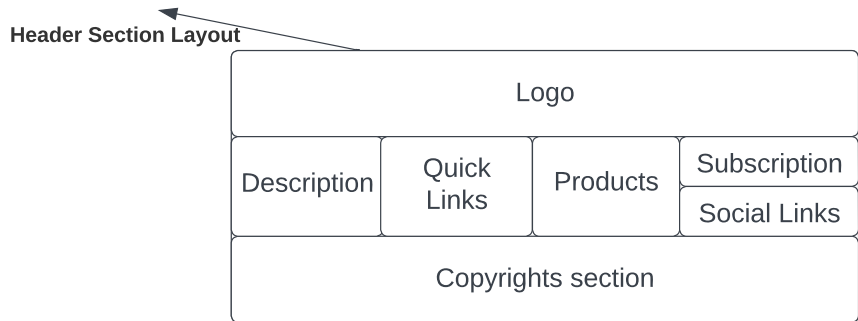 Header Section Layout
Logo
Description
Quick
Links
Products
Subscription
Social Links
Copyrights section